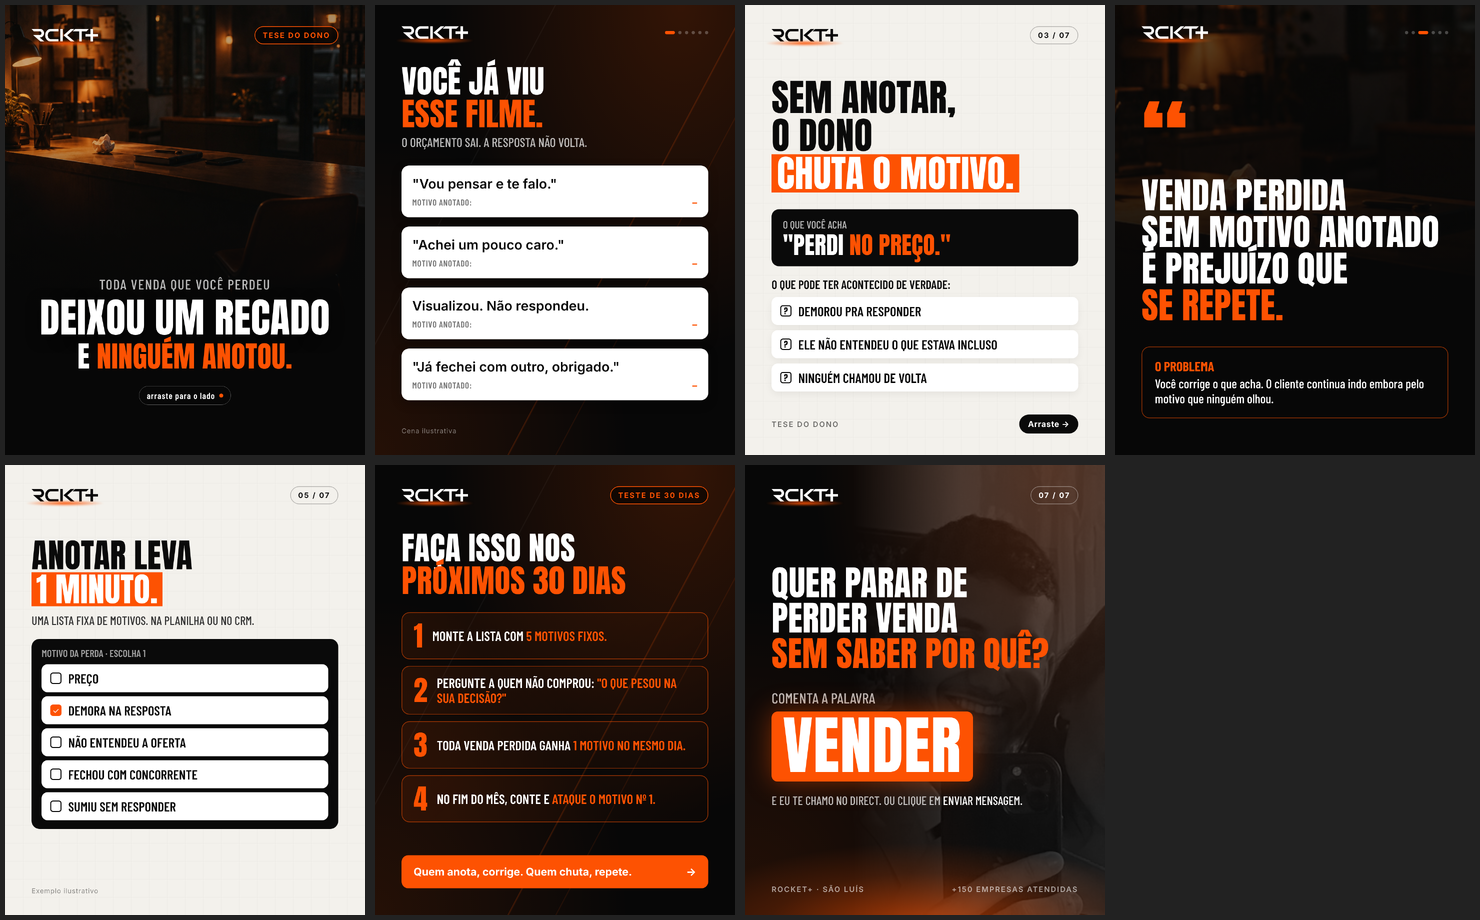 RCKT+
TESE DO DONO
TODA VENDA QUE VOCÊ PERDEU
DEIXOU UM RECADO
E NINGUÉM ANOTOU.
arraste para o lado
RCKT+
VOCÊ JÁ VIU
ESSE FILME.
O ORÇAMENTO SAI. A RESPOSTA NÃO VOLTA.
"Vou pensar e te falo."
MOTIVO ANOTADO: –
"Achei um pouco caro."
MOTIVO ANOTADO: –
Visualizou. Não respondeu.
MOTIVO ANOTADO: –
"Já fechei com outro, obrigado."
MOTIVO ANOTADO: –
Cena ilustrativa
RCKT+
03 / 07
SEM ANOTAR,
O DONO
CHUTA O MOTIVO.
O QUE VOCÊ ACHA
"PERDI NO PREÇO."
O QUE PODE TER ACONTECIDO DE VERDADE:
? DEMOROU PRA RESPONDER
? ELE NÃO ENTENDEU O QUE ESTAVA INCLUSO
? NINGUÉM CHAMOU DE VOLTA
TESE DO DONO
Arraste →
RCKT+
“
VENDA PERDIDA
SEM MOTIVO ANOTADO
É PREJUÍZO QUE
SE REPETE.
O PROBLEMA
Você corrige o que acha. O cliente continua indo embora pelo
motivo que ninguém olhou.
RCKT+
05 / 07
ANOTAR LEVA
1 MINUTO.
UMA LISTA FIXA DE MOTIVOS. NA PLANILHA OU NO CRM.
MOTIVO DA PERDA · ESCOLHA 1
PREÇO
DEMORA NA RESPOSTA
NÃO ENTENDEU A OFERTA
FECHOU COM CONCORRENTE
SUMIU SEM RESPONDER
Exemplo ilustrativo
RCKT+
TESTE DE 30 DIAS
FAÇA ISSO NOS
PRÓXIMOS 30 DIAS
1 MONTE A LISTA COM 5 MOTIVOS FIXOS.
2 PERGUNTE A QUEM NÃO COMPROU: "O QUE PESOU NA
SUA DECISÃO?"
3 TODA VENDA PERDIDA GANHA 1 MOTIVO NO MESMO DIA.
4 NO FIM DO MÊS, CONTE E ATAQUE O MOTIVO Nº 1.
Quem anota, corrige. Quem chuta, repete. →
RCKT+
07 / 07
QUER PARAR DE
PERDER VENDA
SEM SABER POR QUÊ?
COMENTA A PALAVRA
VENDER
E EU TE CHAMO NO DIRECT. OU CLIQUE EM ENVIAR MENSAGEM.
ROCKET+ · SÃO LUÍS
+150 EMPRESAS ATENDIDAS